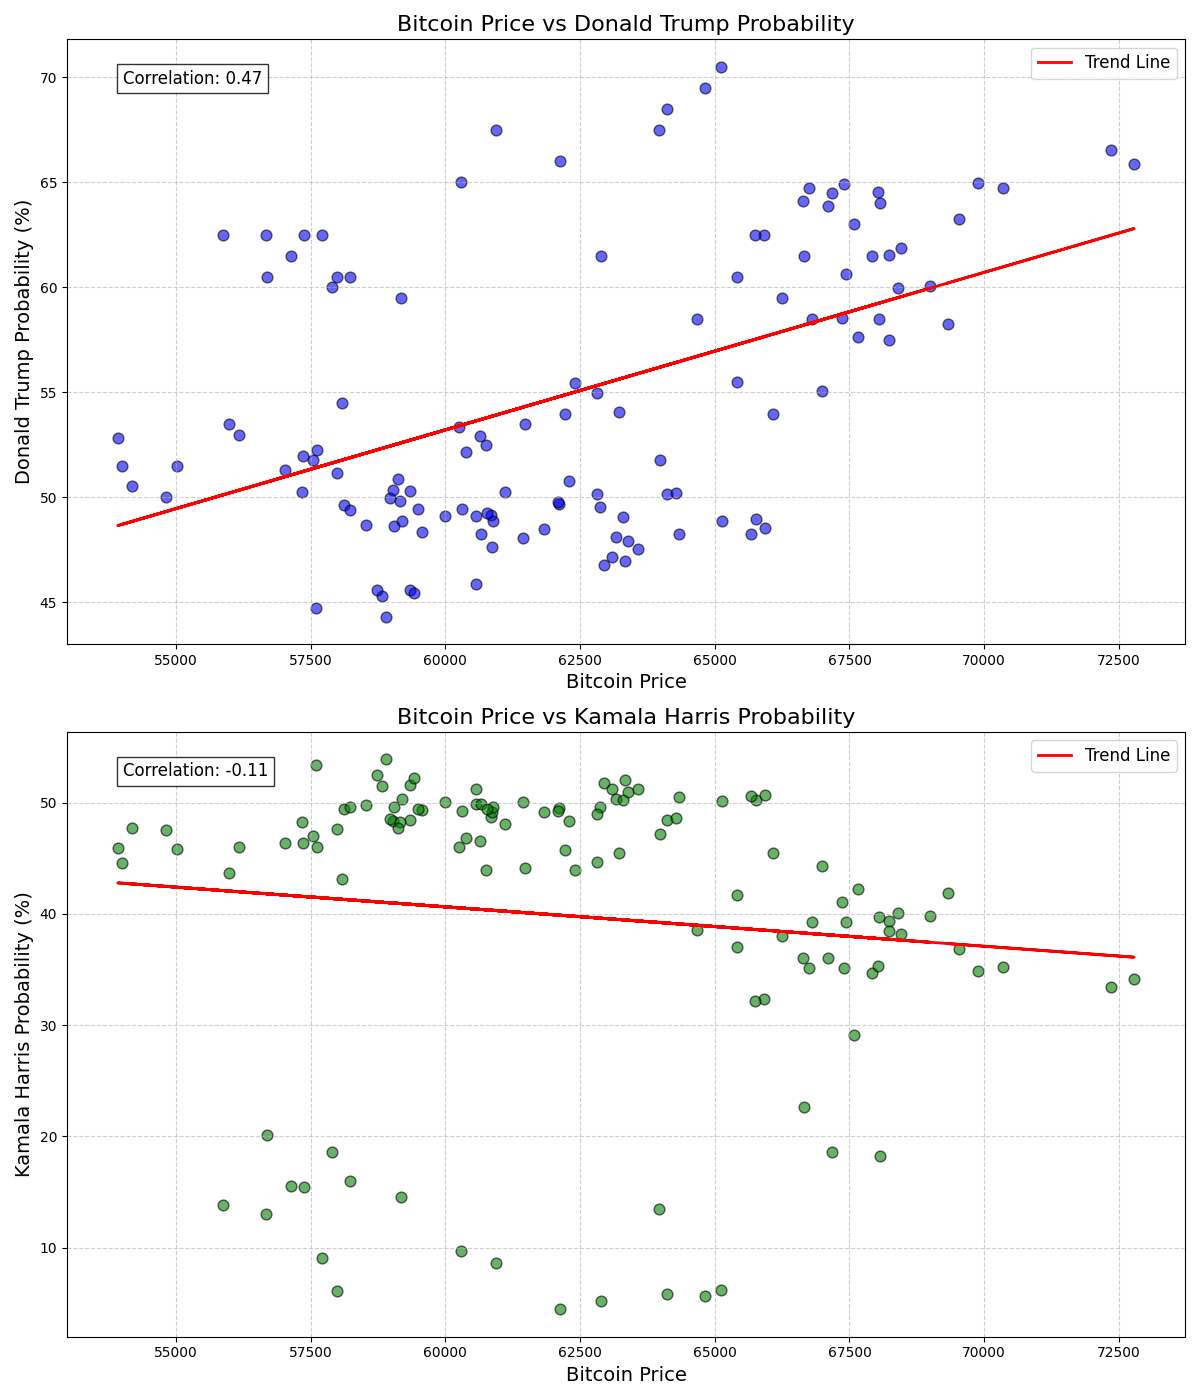 Bitcoin Price vs Donald Trump Probability
Correlation: 0.47
Trend Line
70
65
60
55
50
45
Donald Trump Probability (%)
55000 57500 60000 62500 65000 67500 70000 72500
Bitcoin Price
Bitcoin Price vs Kamala Harris Probability
Correlation: -0.11
Trend Line
50
40
30
20
10
Kamala Harris Probability (%)
55000 57500 60000 62500 65000 67500 70000 72500
Bitcoin Price